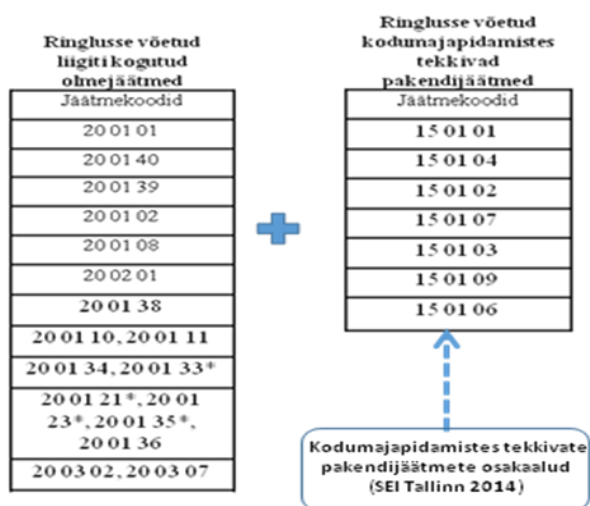 Ringlusse võetud
liigiti kogutud
olmejäätmed
Jäätmekoodid
20 01 01
20 01 40
20 01 39
20 01 02
20 01 08
20 02 01
20 01 38
20 01 10, 20 01 11
20 01 34, 20 01 33*
20 01 21*, 20 01
23*, 20 01 35*,
20 01 36
20 03 02, 20 03 07
Ringlusse võetud
kodumajapidamistes
tekkivad
pakendijäätmed
Jäätmekoodid
15 01 01
15 01 04
15 01 02
15 01 07
15 01 03
15 01 09
15 01 06
Kodumajapidamistes tekkivate
pakendijäätmete osakaalud
(SEI Tallinn 2014)